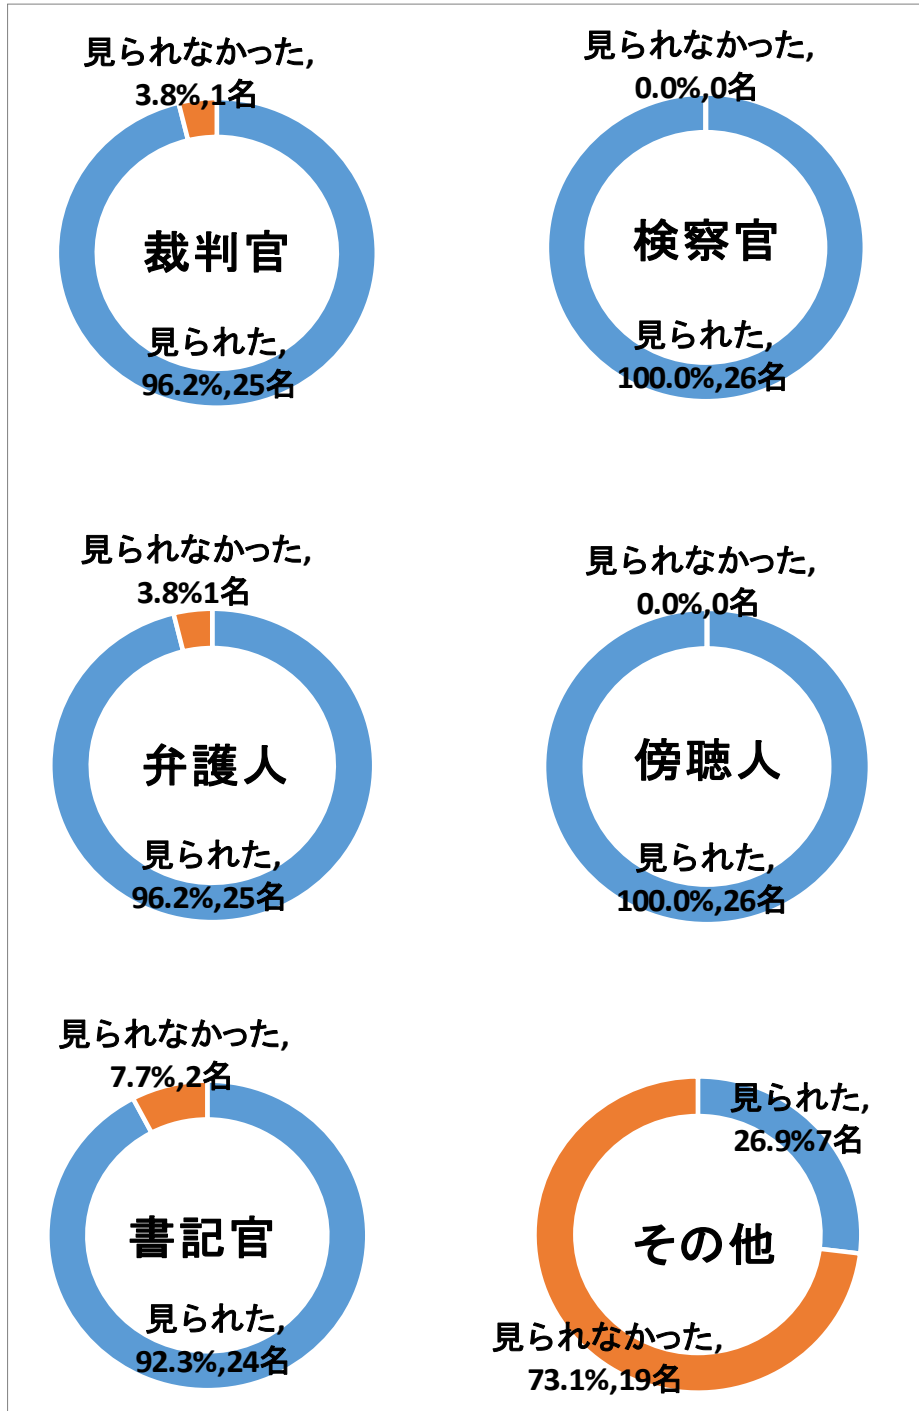 見られなかった,
3.8%,1名
裁判官
見られた,
96.2%,25名
見られなかった,
0.0%,0名
検察官
見られた,
100.0%,26名
見られなかった,
3.8%1名
弁護人
見られた,
96.2%,25名
見られなかった,
0.0%,0名
傍聴人
見られた,
100.0%,26名
見られなかった,
7.7%,2名
書記官
見られた,
92.3%,24名
見られた,
26.9%7名
その他
見られなかった,
73.1%,19名